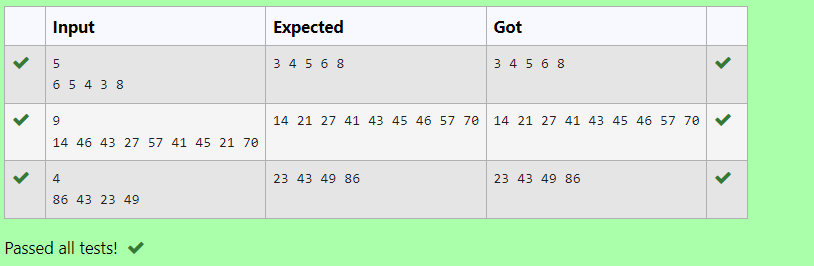 Input Expected Got
5 3 4 5 6 8 3 4 5 6 8
6 5 4 3 8
9 14 21 27 41 43 45 46 57 70 14 21 27 41 43 45 46 57 70
14 46 43 27 57 41 45 21 70
4 23 43 49 86 23 43 49 86
86 43 23 49
Passed all tests!